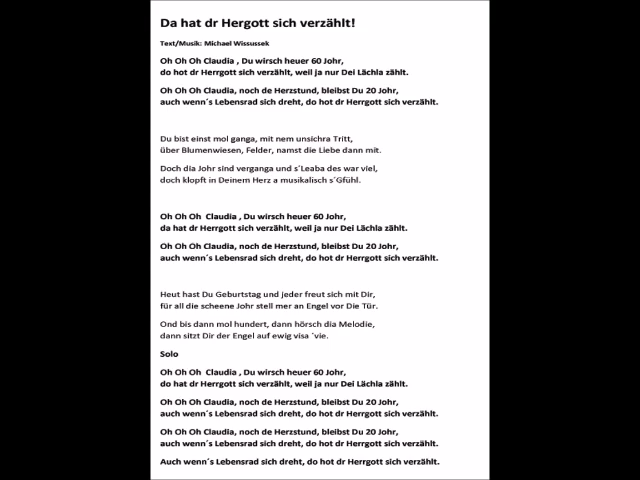 Da hat dr Hergott sich verzählt!
Text/Musik: Michael Wissussek
Oh Oh Oh Claudia , Du wirsch heuer 60 Johr,
do hot dr Herrgott sich verzählt, weil ja nur Dei Lächla zählt.
Oh Oh Oh Claudia, noch de Herzstund, bleibst Du 20 Johr,
auch wenn´s Lebensrad sich dreht, do hot dr Herrgott sich verzählt.
Du bist einst mol ganga, mit nem unsichra Tritt,
über Blumenwiesen, Felder, namst die Liebe dann mit.
Doch dia Johr sind verganga und s´Leaba des war viel,
doch klopft in Deinem Herz a musikalisch s´Gfühl.
Oh Oh Oh  Claudia , Du wirsch heuer 60 Johr,
da hat dr Herrgott sich verzählt, weil ja nur Dei Lächla zählt.
Oh Oh Oh Claudia, noch de Herzstund, bleibst Du 20 Johr,
auch wenn´s Lebensrad sich dreht, do hot dr Herrgott sich verzählt.
Heut hast Du Geburtstag und jeder freut sich mit Dir,
für all die scheene Johr stell mer an Engel vor Die Tür.
Ond bis dann mol hundert, dann hörsch dia Melodie,
dann sitzt Dir der Engel auf ewig visa ´vie.
Solo
Oh Oh Oh  Claudia , Du wirsch heuer 60 Johr,
do hat dr Herrgott sich verzählt, weil ja nur Dei Lächla zählt.
Oh Oh Oh Claudia, noch de Herzstund, bleibst Du 20 Johr,
auch wenn´s Lebensrad sich dreht, do hot dr Herrgott sich verzählt.
Oh Oh Oh Claudia, noch de Herzstund, bleibst Du 20 Johr,
auch wenn´s Lebensrad sich dreht, do hot dr Herrgott sich verzählt.
Auch wenn´s Lebensrad sich dreht, do hot dr Herrgott sich verzählt.